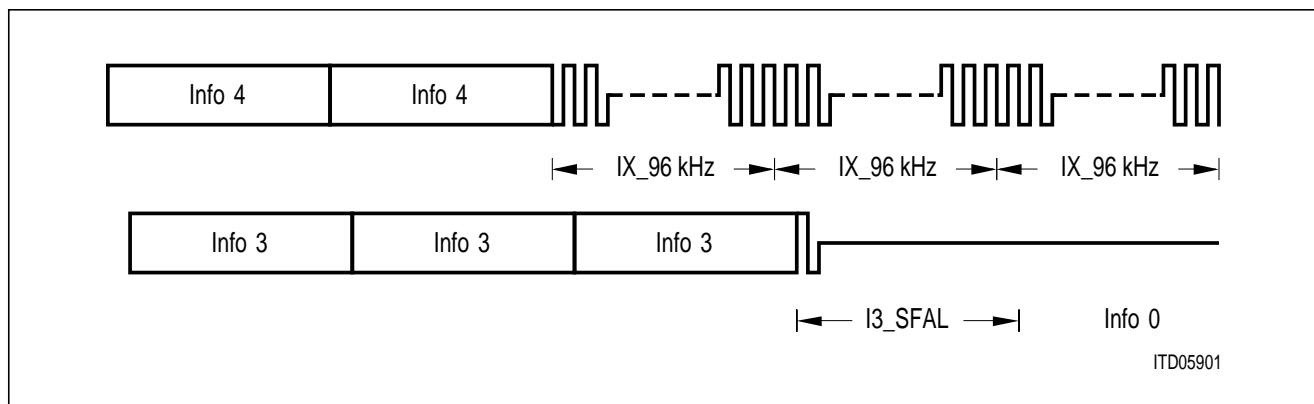 Info 4 Info 4
IX_96 kHz IX_96 kHz IX_96 kHz
Info 3 Info 3 Info 3
I3_SFAL Info 0
ITD05901